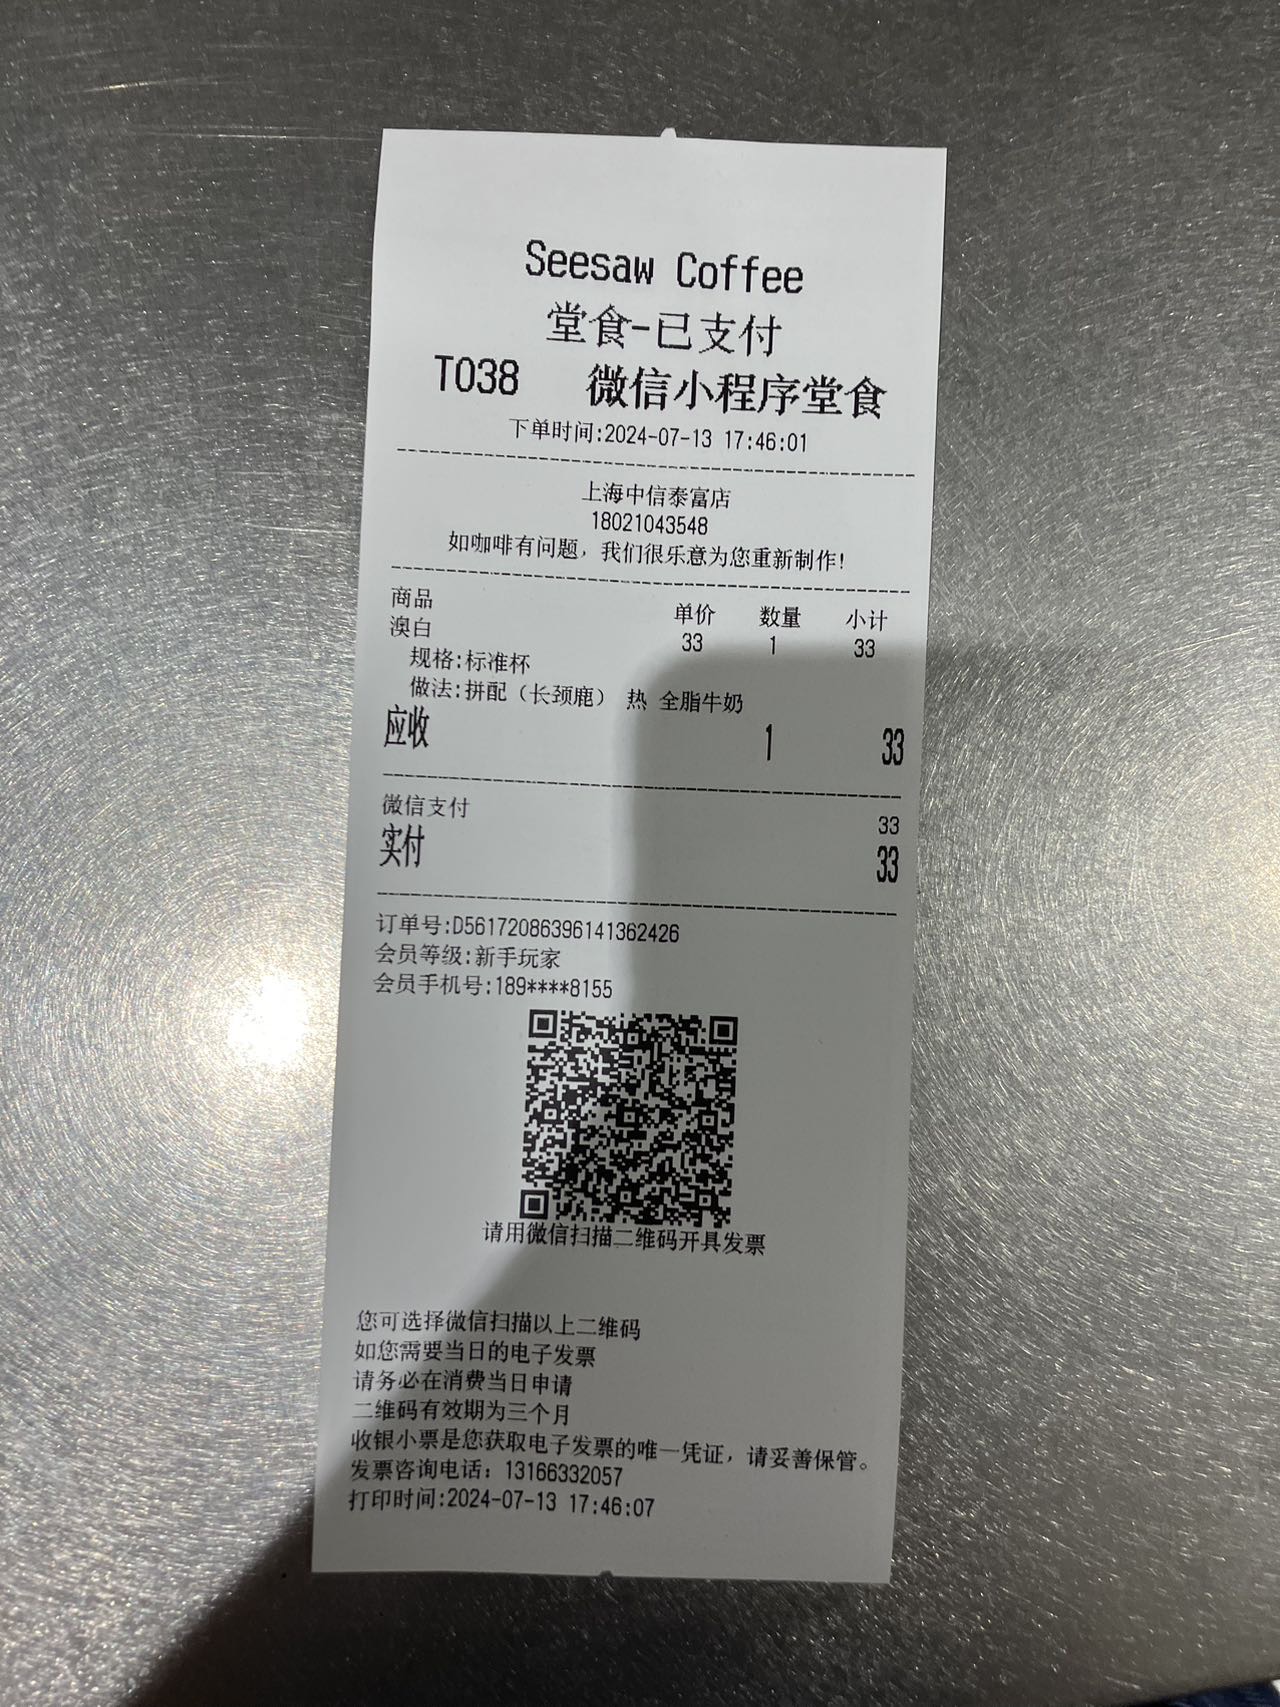 Seesaw Coffee
堂食-已支付
T038 微信小程序堂食
下单时间:2024-07-13 17:46:01
上海中信泰富店
18021043548
如咖啡有问题，我们很乐意为您重新制作!
商品 单价 数量 小计
澳白 33 1 33
规格:标准杯
做法:拼配（长颈鹿） 热 全脂牛奶
应收 1 33
微信支付 33
实付 33
订单号:D56172086396141362426
会员等级:新手玩家
会员手机号:189****8155
请用微信扫描二维码开具发票
您可选择微信扫描以上二维码
如您需要当日的电子发票
请务必在消费当日申请
二维码有效期为三个月
收银小票是您获取电子发票的唯一凭证，请妥善保管。
发票咨询电话：13166332057
打印时间:2024-07-13 17:46:07